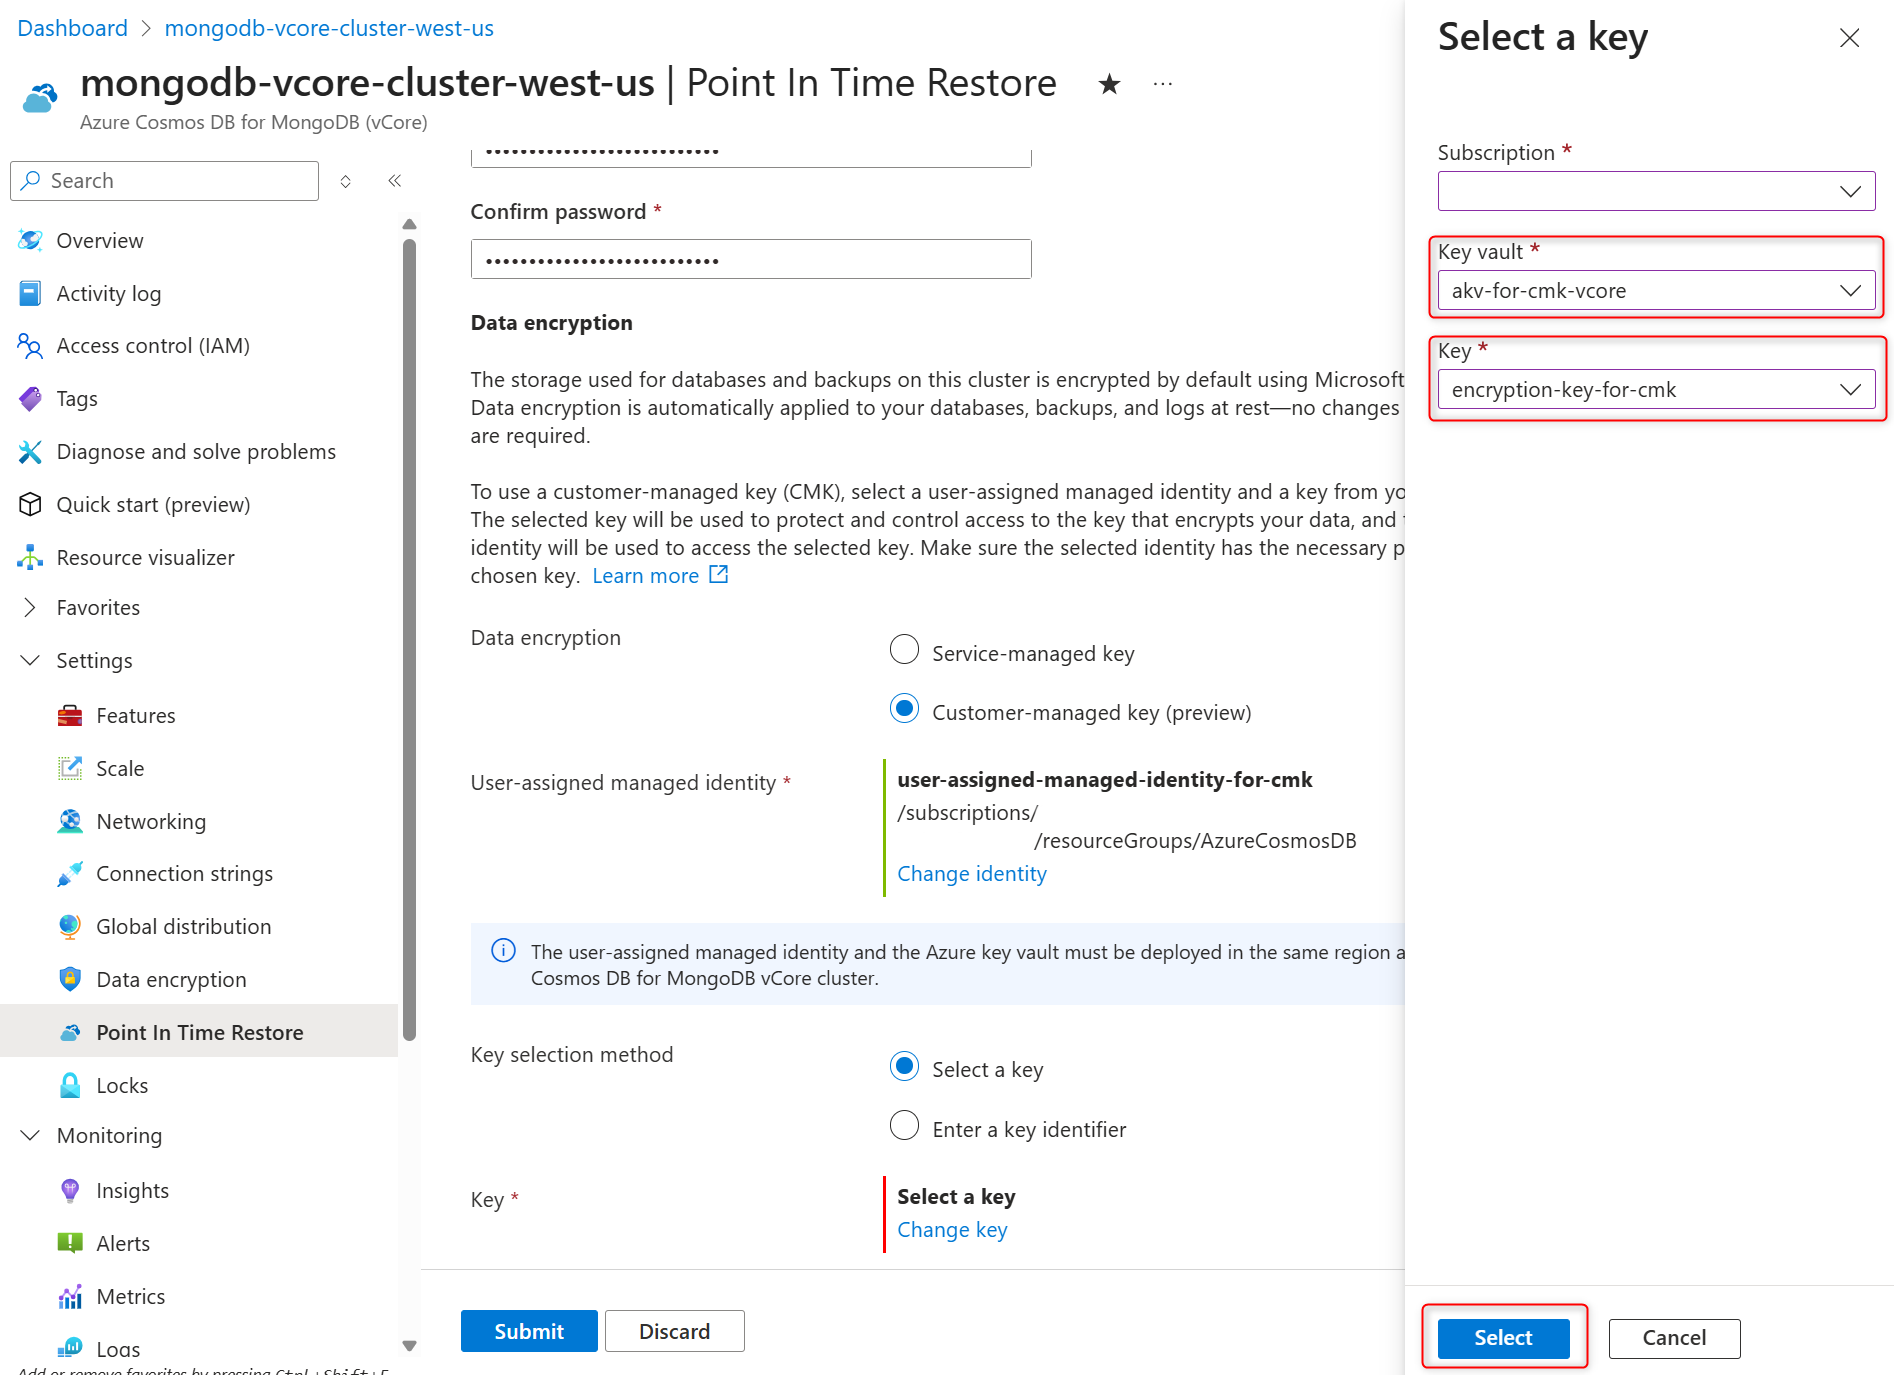 Dashboard > mongodb-vcore-cluster-west-us
mongodb-vcore-cluster-west-us | Point In Time Restore ★ ...
Azure Cosmos DB for MongoDB (vCore)
Search
Overview
Activity log
Access control (IAM)
Tags
Diagnose and solve problems
Quick start (preview)
Resource visualizer
Favorites
Settings
Features
Scale
Networking
Connection strings
Global distribution
Data encryption
Point In Time Restore
Locks
Monitoring
Insights
Alerts
Metrics
Logs
Add or remove favorites by pressing Ctrl+Shift+F
••••••••••••••••••••••••••
Confirm password *
••••••••••••••••••••••••••
Data encryption
The storage used for databases and backups on this cluster is encrypted by default using Microsoft
Data encryption is automatically applied to your databases, backups, and logs at rest—no changes
are required.
To use a customer-managed key (CMK), select a user-assigned managed identity and a key from yo
The selected key will be used to protect and control access to the key that encrypts your data, and
identity will be used to access the selected key. Make sure the selected identity has the necessary p
chosen key. Learn more
Data encryption
Service-managed key
Customer-managed key (preview)
User-assigned managed identity *
user-assigned-managed-identity-for-cmk
/subscriptions/
/resourceGroups/AzureCosmosDB
Change identity
The user-assigned managed identity and the Azure key vault must be deployed in the same region a
Cosmos DB for MongoDB vCore cluster.
Key selection method
Select a key
Enter a key identifier
Key *
Select a key
Change key
Submit
Discard
Select a key
Subscription *
Key vault *
akv-for-cmk-vcore
Key *
encryption-key-for-cmk
Select
Cancel